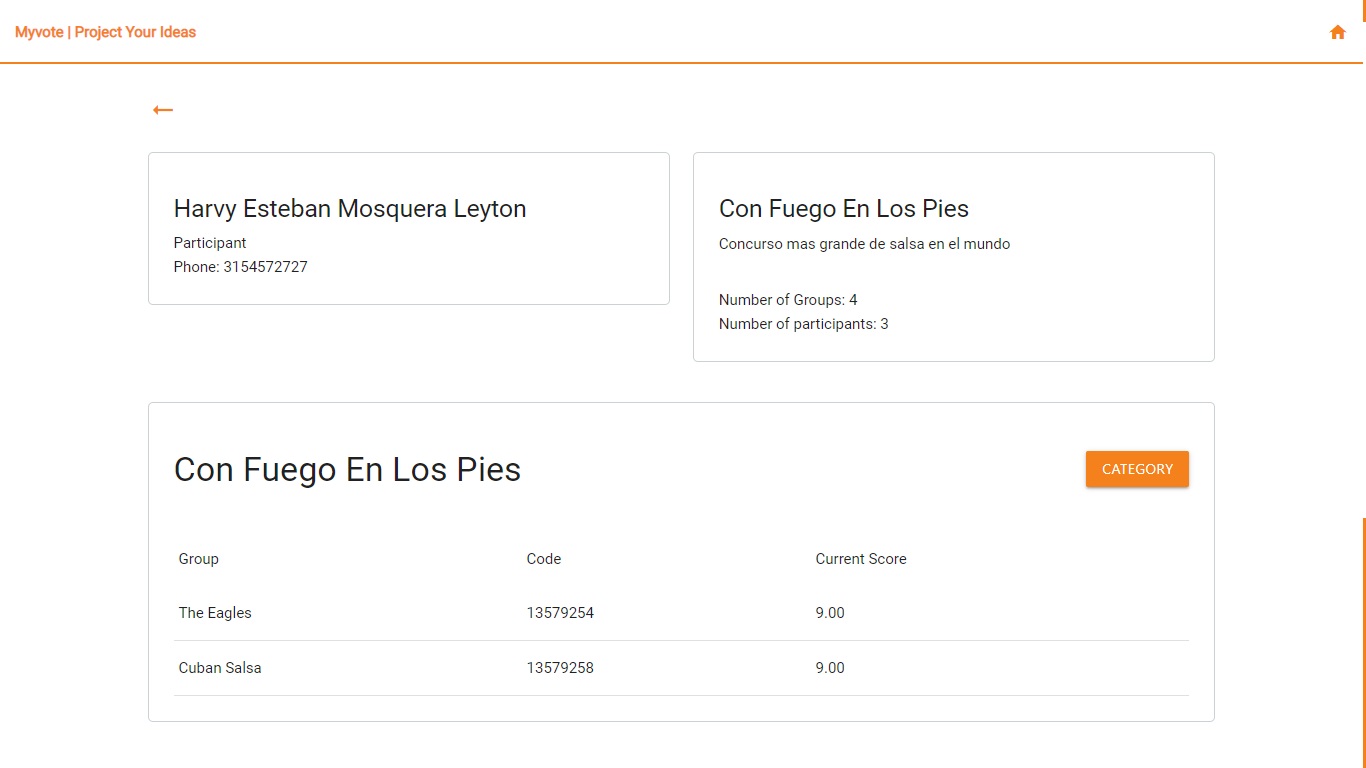 Myvote | Project Your Ideas
Harvy Esteban Mosquera Leyton
Participant
Phone: 3154572727
Con Fuego En Los Pies
Concurso mas grande de salsa en el mundo
Number of Groups: 4
Number of participants: 3
Con Fuego En Los Pies
CATEGORY
Group Code Current Score
The Eagles 13579254 9.00
Cuban Salsa 13579258 9.00